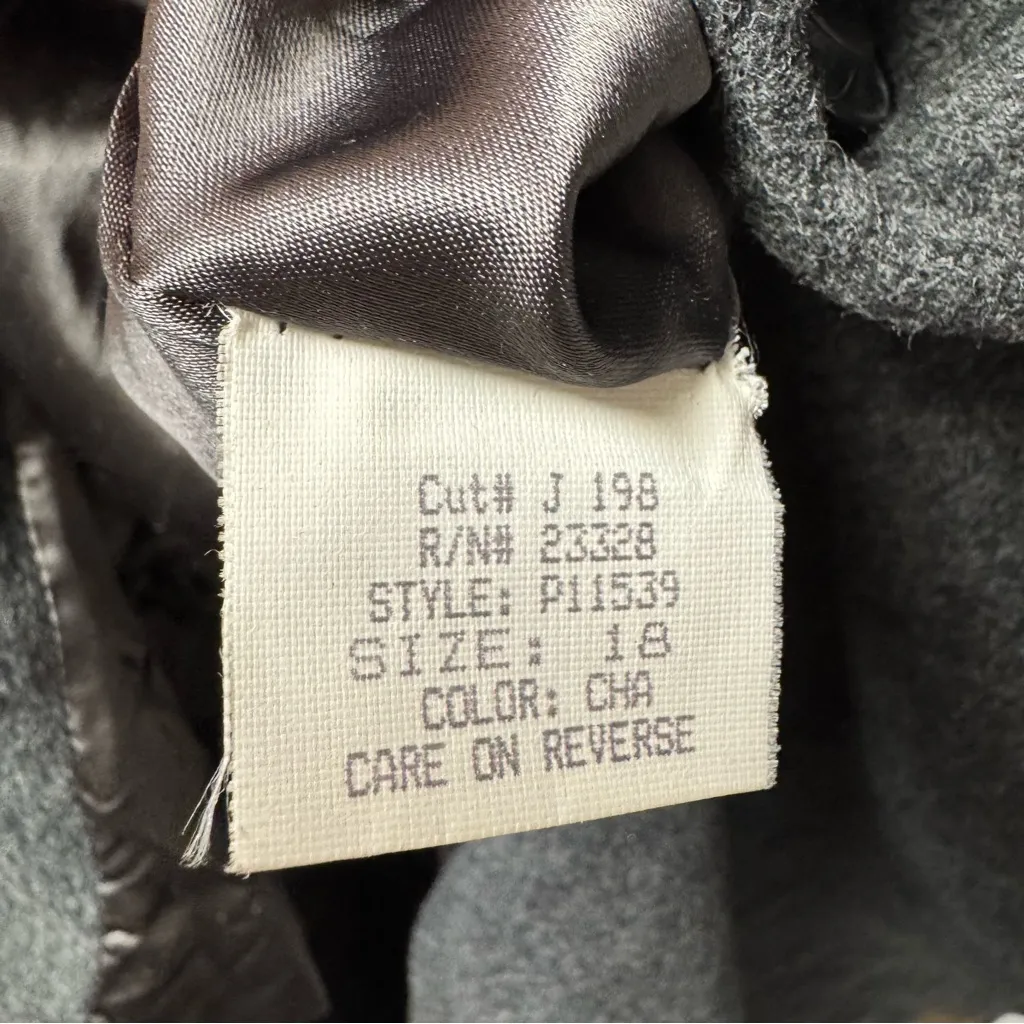 Cut# J 198
R/N# 23328
STYLE: P11539
SIZE: 18
COLOR: CHA
CARE ON REVERSE